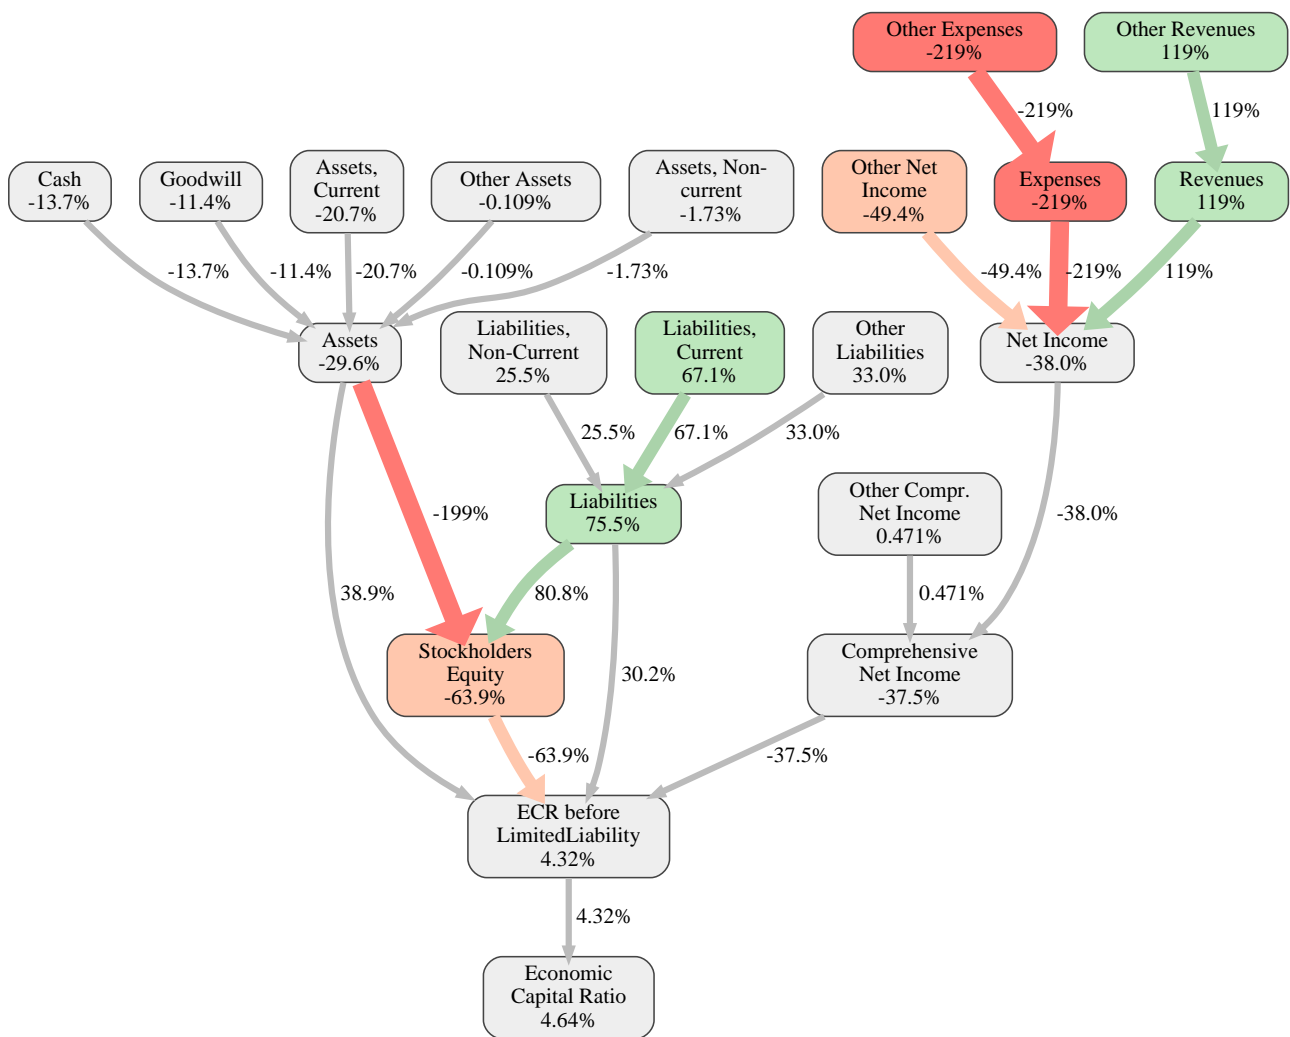 Other Expenses
-219%
Other Revenues
119%
-219%
119%
Cash
-13.7%
Goodwill
-11.4%
Assets,
Current
-20.7%
Other Assets
-0.109%
Assets, Non-
current
-1.73%
Other Net
Income
-49.4%
Expenses
-219%
Revenues
119%
-13.7%
-11.4%
-20.7%
-0.109%
-1.73%
-49.4%
-219%
119%
Assets
-29.6%
Liabilities,
Non-Current
25.5%
Liabilities,
Current
67.1%
Other
Liabilities
33.0%
Net Income
-38.0%
25.5%
67.1%
33.0%
Liabilities
75.5%
Other Compr.
Net Income
0.471%
-199%
-38.0%
38.9%
80.8%
0.471%
Stockholders
Equity
-63.9%
30.2%
Comprehensive
Net Income
-37.5%
-63.9%
-37.5%
ECR before
LimitedLiability
4.32%
4.32%
Economic
Capital Ratio
4.64%